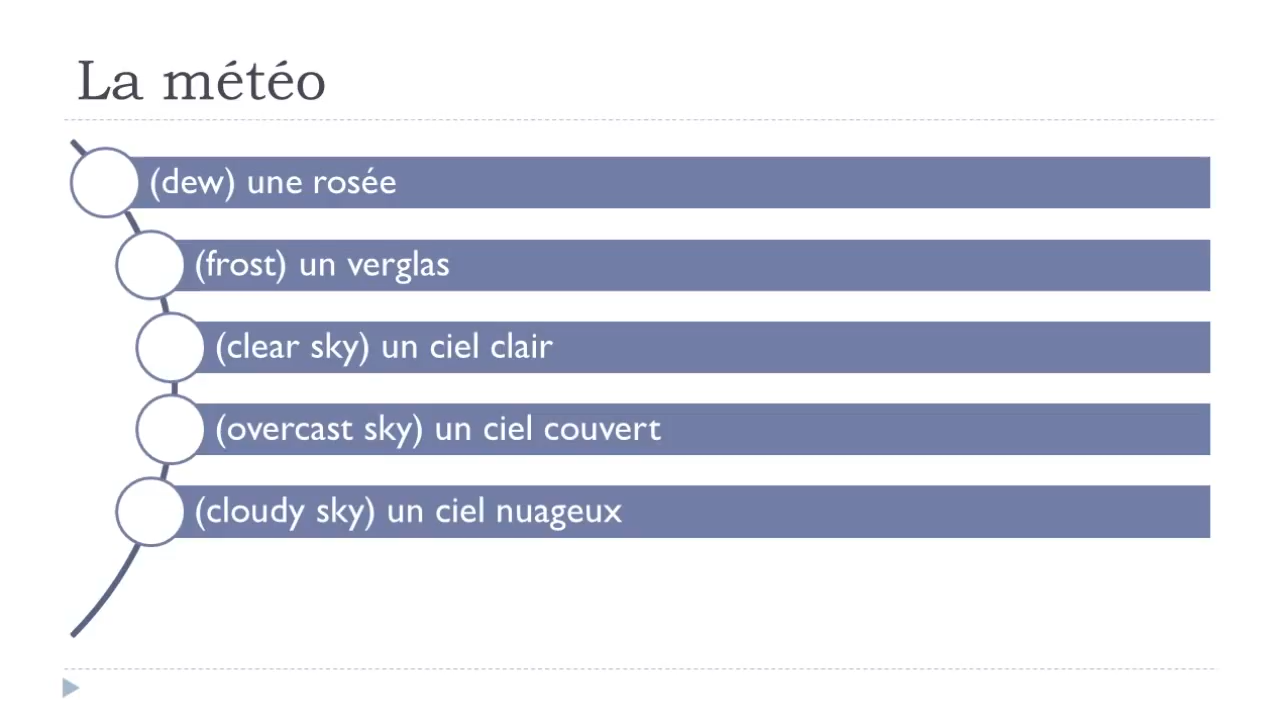 La météo
(dew) une rosée
(frost) un verglas
(clear sky) un ciel clair
(overcast sky) un ciel couvert
(cloudy sky) un ciel nuageux